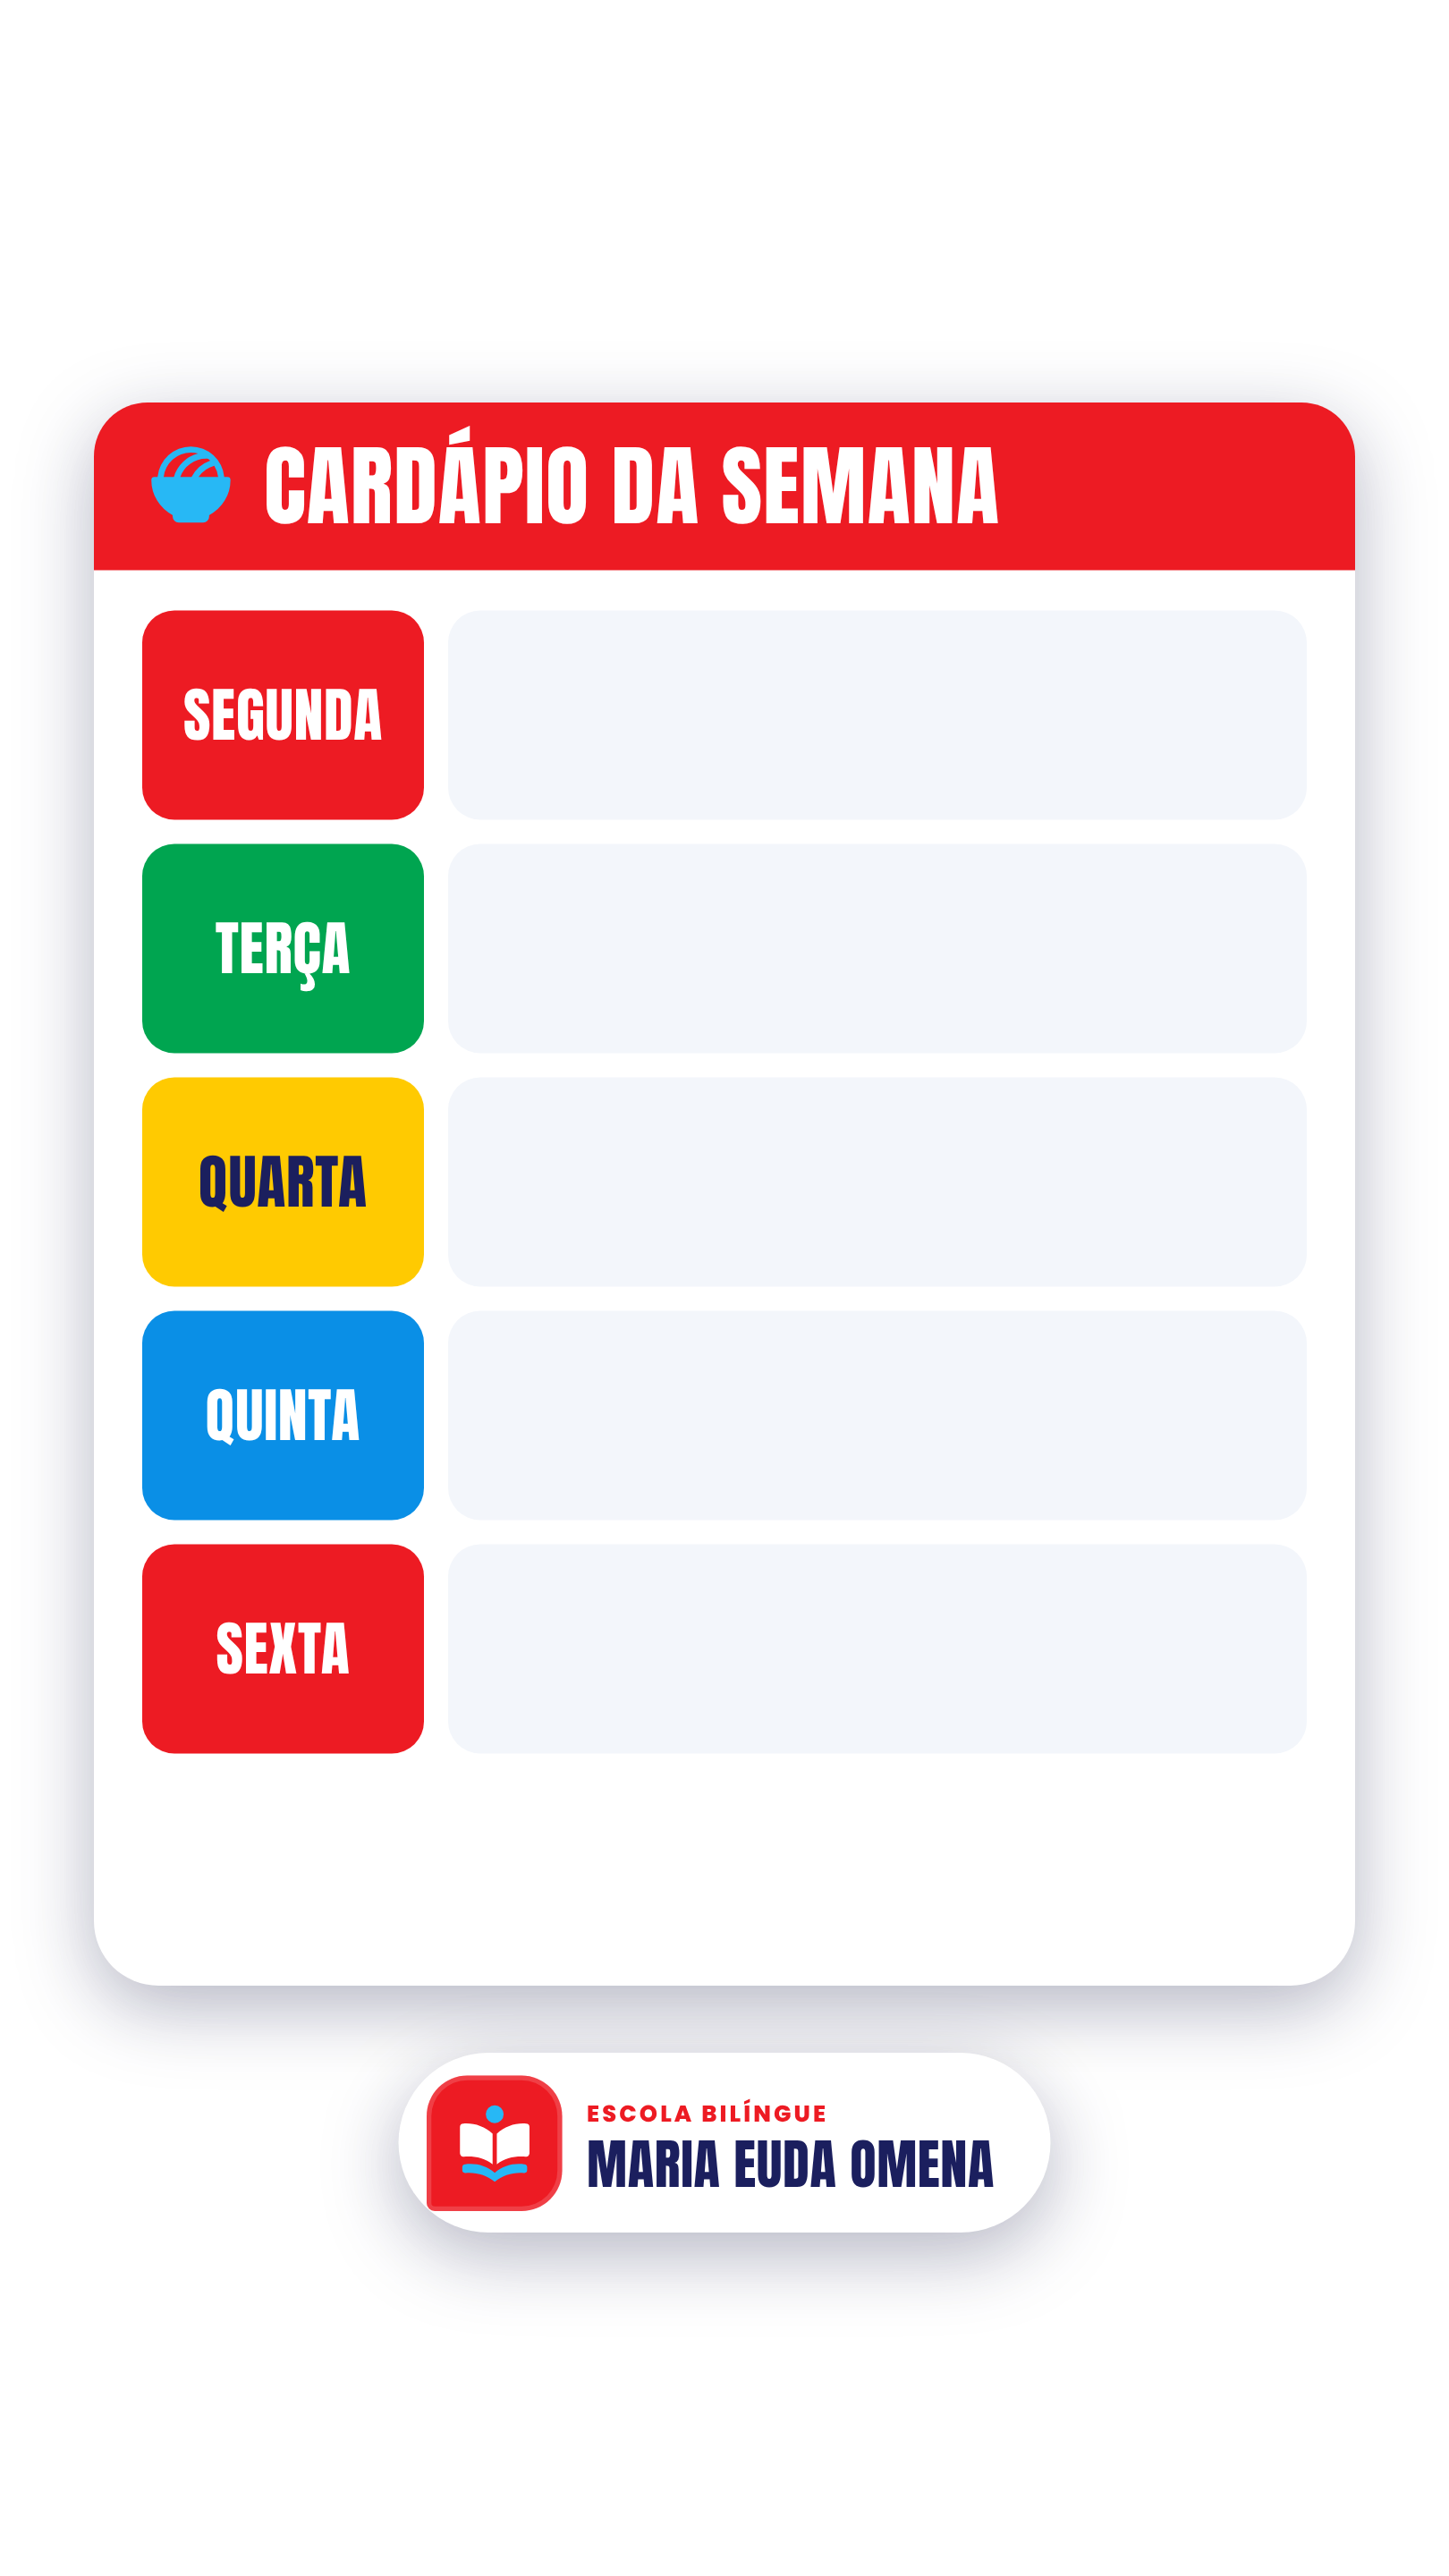 CARDÁPIO DA SEMANA
SEGUNDA
TERÇA
QUARTA
QUINTA
SEXTA
ESCOLA BILÍNGUE
MARIA EUDA OMENA